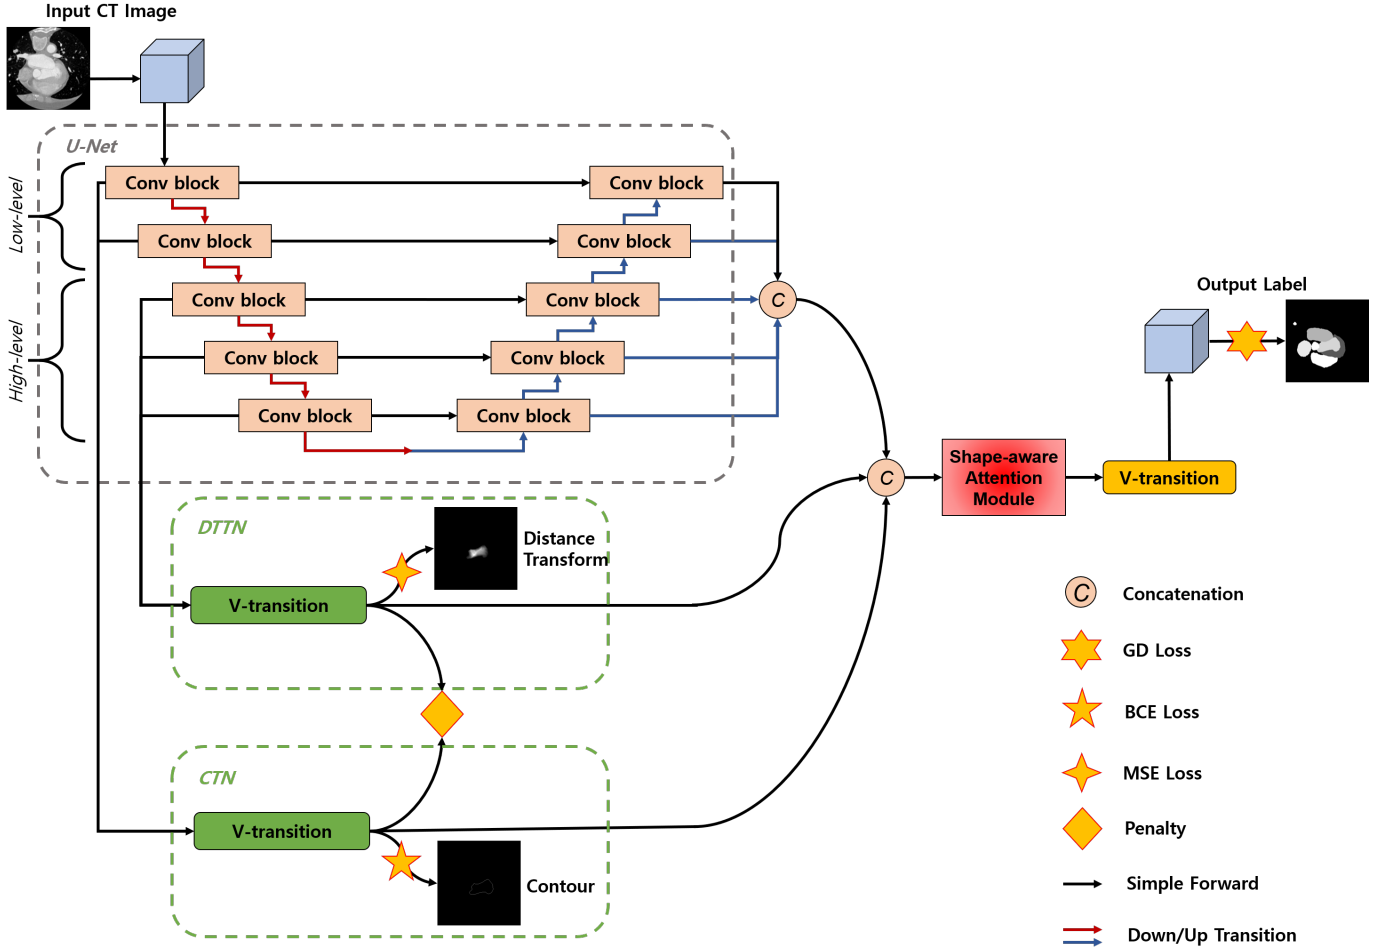 Input CT Image
U-Net
Low-level
High-level
Conv block
Conv block
Conv block
Conv block
Conv block
Conv block
Conv block
Conv block
Conv block
Conv block
C
Output Label
C
Shape-aware
Attention
Module
V-transition
DTTN
Distance
Transform
V-transition
CTN
V-transition
Contour
C
Concatenation
GD Loss
BCE Loss
MSE Loss
Penalty
Simple Forward
Down/Up Transition